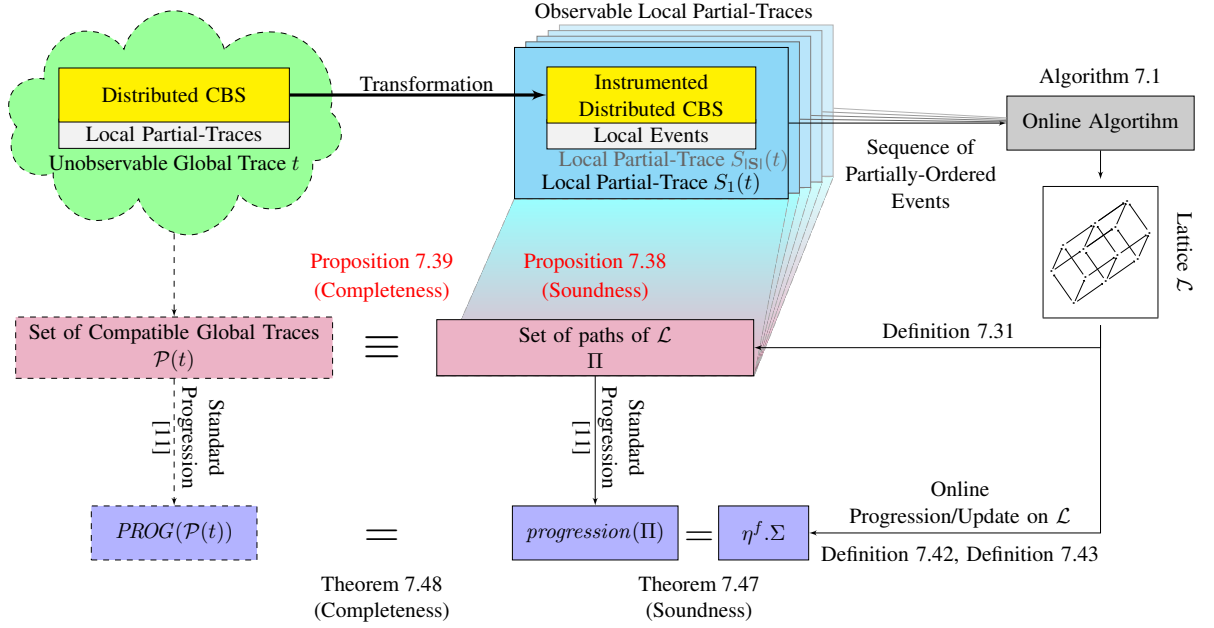 Observable Local Partial-Traces
Distributed CBS
Local Partial-Traces
Unobservable Global Trace t
Transformation
Instrumented
Distributed CBS
Local Events
Local Partial-Trace S|S|(t)
Local Partial-Trace S1(t)
Algorithm 7.1
Online Algortihm
Sequence of
Partially-Ordered
Events
Lattice ℒ
Proposition 7.39
(Completeness)
Proposition 7.38
(Soundness)
Set of Compatible Global Traces
𝒫(t)
≡
Set of paths of ℒ
Π
Definition 7.31
Standard
Progression
[11]
Standard
Progression
[11]
PROG(𝒫(t))
=
progression(Π)
=
η^f.Σ
Online
Progression/Update on ℒ
Definition 7.42, Definition 7.43
Theorem 7.48
(Completeness)
Theorem 7.47
(Soundness)